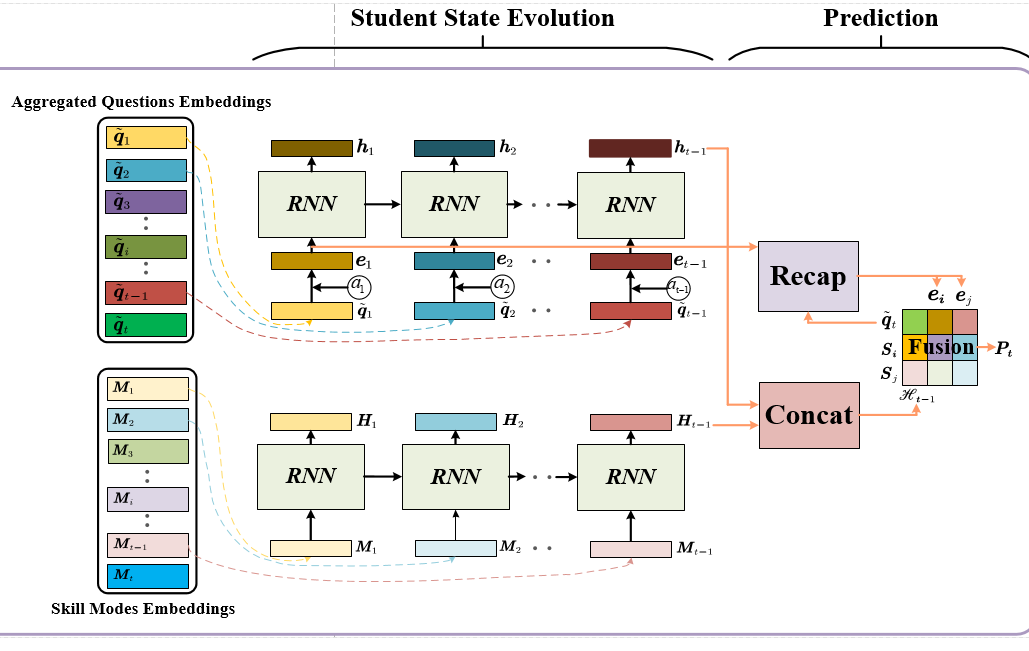 Student State Evolution
Prediction
Aggregated Questions Embeddings
q̃₁
q̃₂
q̃₃
⋮
q̃ᵢ
⋮
q̃ₜ₋₁
q̃ₜ
h₁
h₂
hₜ₋₁
RNN
RNN
· ·
RNN
e₁
e₂
· ·
eₜ₋₁
a₁
a₂
aₜ₋₁
q̃₁
q̃₂
· ·
q̃ₜ₋₁
Recap
eᵢ eⱼ
q̃ₜ
Sᵢ
Fusion
Pₜ
Sⱼ
ℋₜ₋₁
Concat
M₁
M₂
M₃
⋮
Mᵢ
⋮
Mₜ₋₁
Mₜ
Skill Modes Embeddings
H₁
H₂
Hₜ₋₁
RNN
RNN
· ·
RNN
M₁
M₂
· ·
Mₜ₋₁